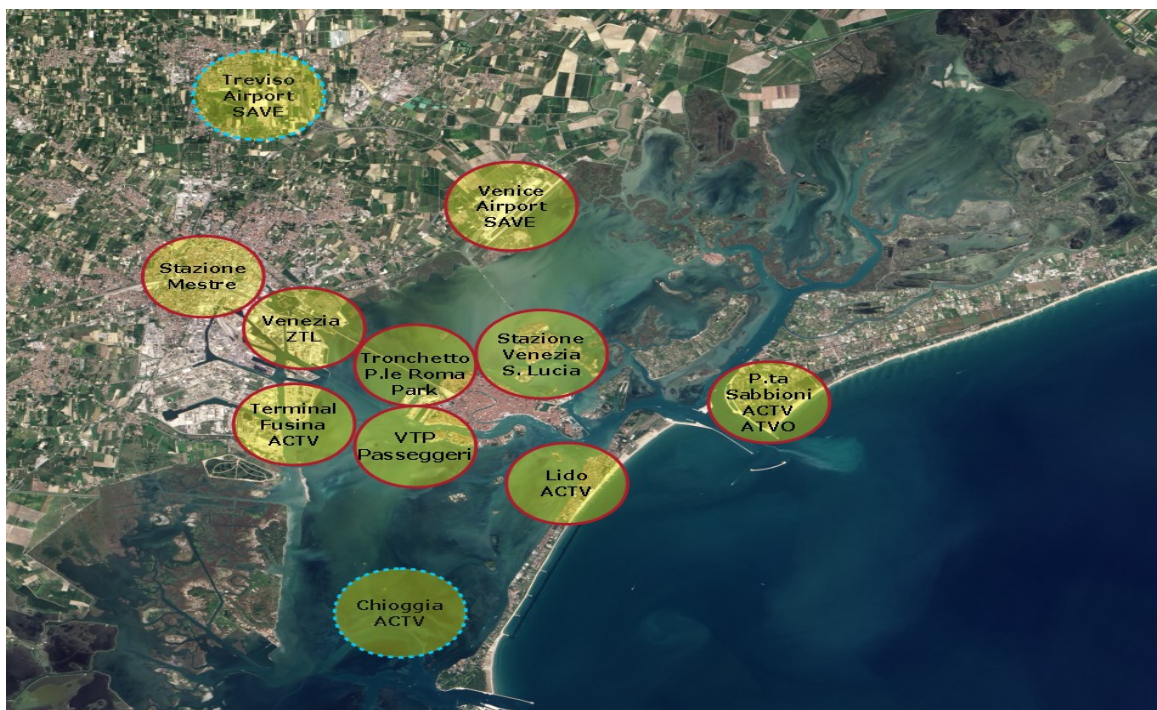 Treviso
Airport
SAVE
Venice
Airport
SAVE
Stazione
Mestre
Venezia
ZTL
Tronchetto
P.le Roma
Park
Stazione
Venezia
S. Lucia
P.ta
Sabbioni
ACTV
ATVO
Terminal
Fusina
ACTV
VTP
Passeggeri
Lido
ACTV
Chioggia
ACTV